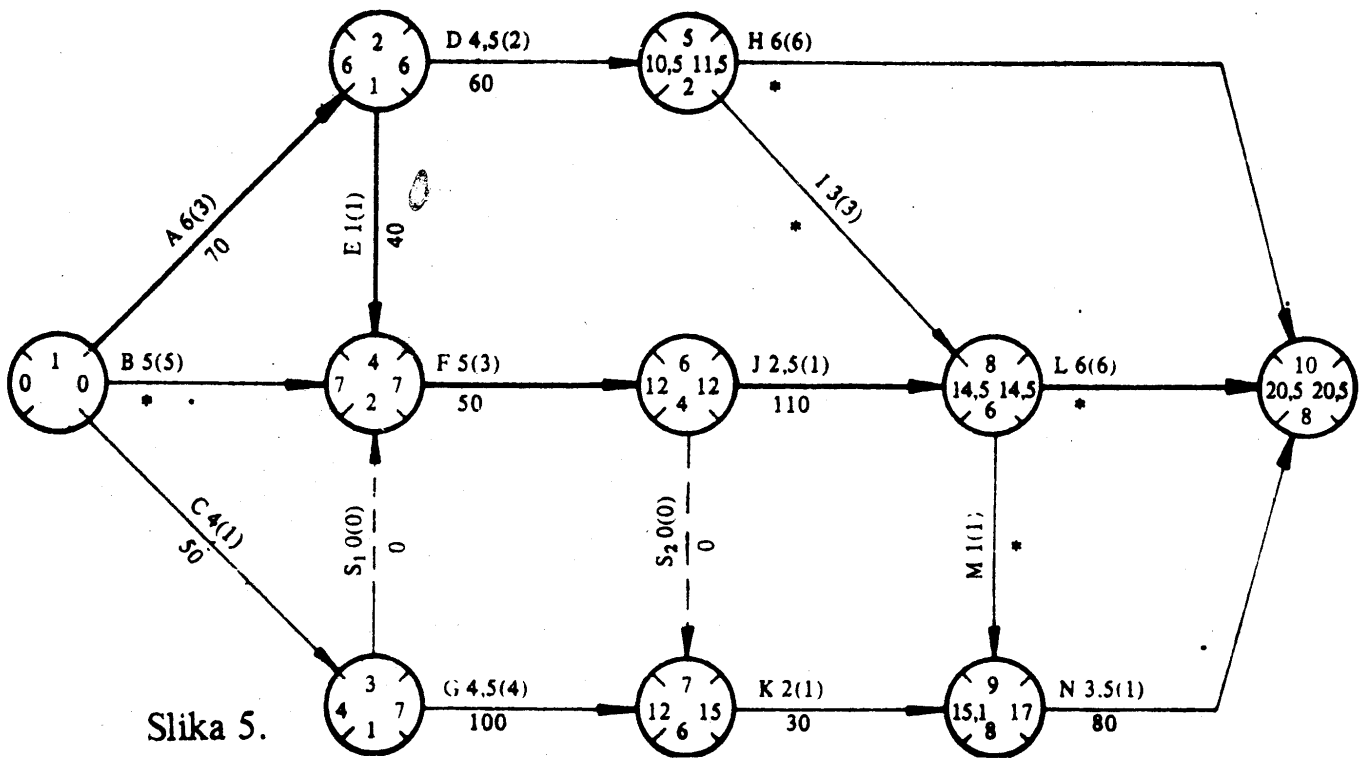 2
6 6
1
D 4,5(2)
60
5
10,5 11,5
2
H 6(6)
*
A 6(3)
70
E 1(1)
40
I 3(3)
*
1
0 0
B 5(5)
*
4
7 7
2
F 5(3)
50
6
12 12
4
J 2,5(1)
110
8
14,5 14,5
6
L 6(6)
*
10
20,5 20,5
8
C 4(1)
50
S1 0(0)
0
S2 0(0)
0
M 1(1)
*
3
4 7
1
G 4,5(4)
100
7
12 15
6
K 2(1)
30
9
15,1 17
8
N 3.5(1)
80
Slika 5.